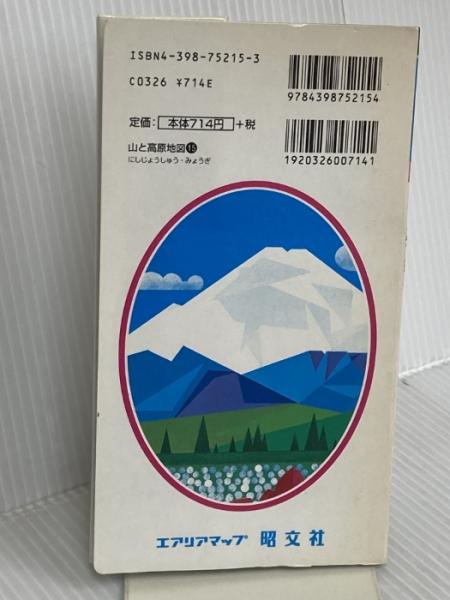 ISBN4-398-75215-3
C0326 ¥714E
9784398752154
定価：本体714円+税
山と高原地図⑮
にしじょうしゅう・みょうぎ
1920326007141
エアリアマップ 昭文社